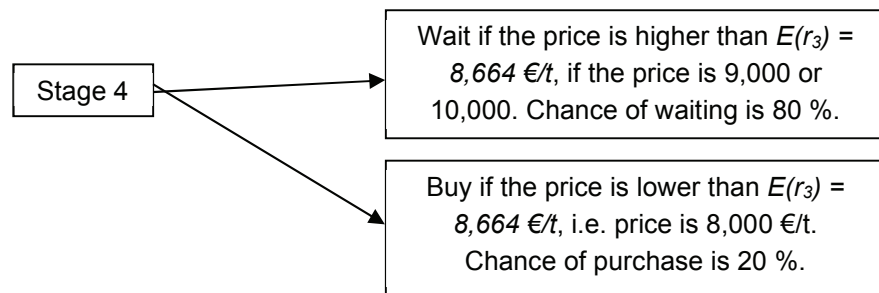 Stage 4
Wait if the price is higher than E(r₃) =
8,664 €/t, if the price is 9,000 or
10,000. Chance of waiting is 80 %.
Buy if the price is lower than E(r₃) =
8,664 €/t, i.e. price is 8,000 €/t.
Chance of purchase is 20 %.